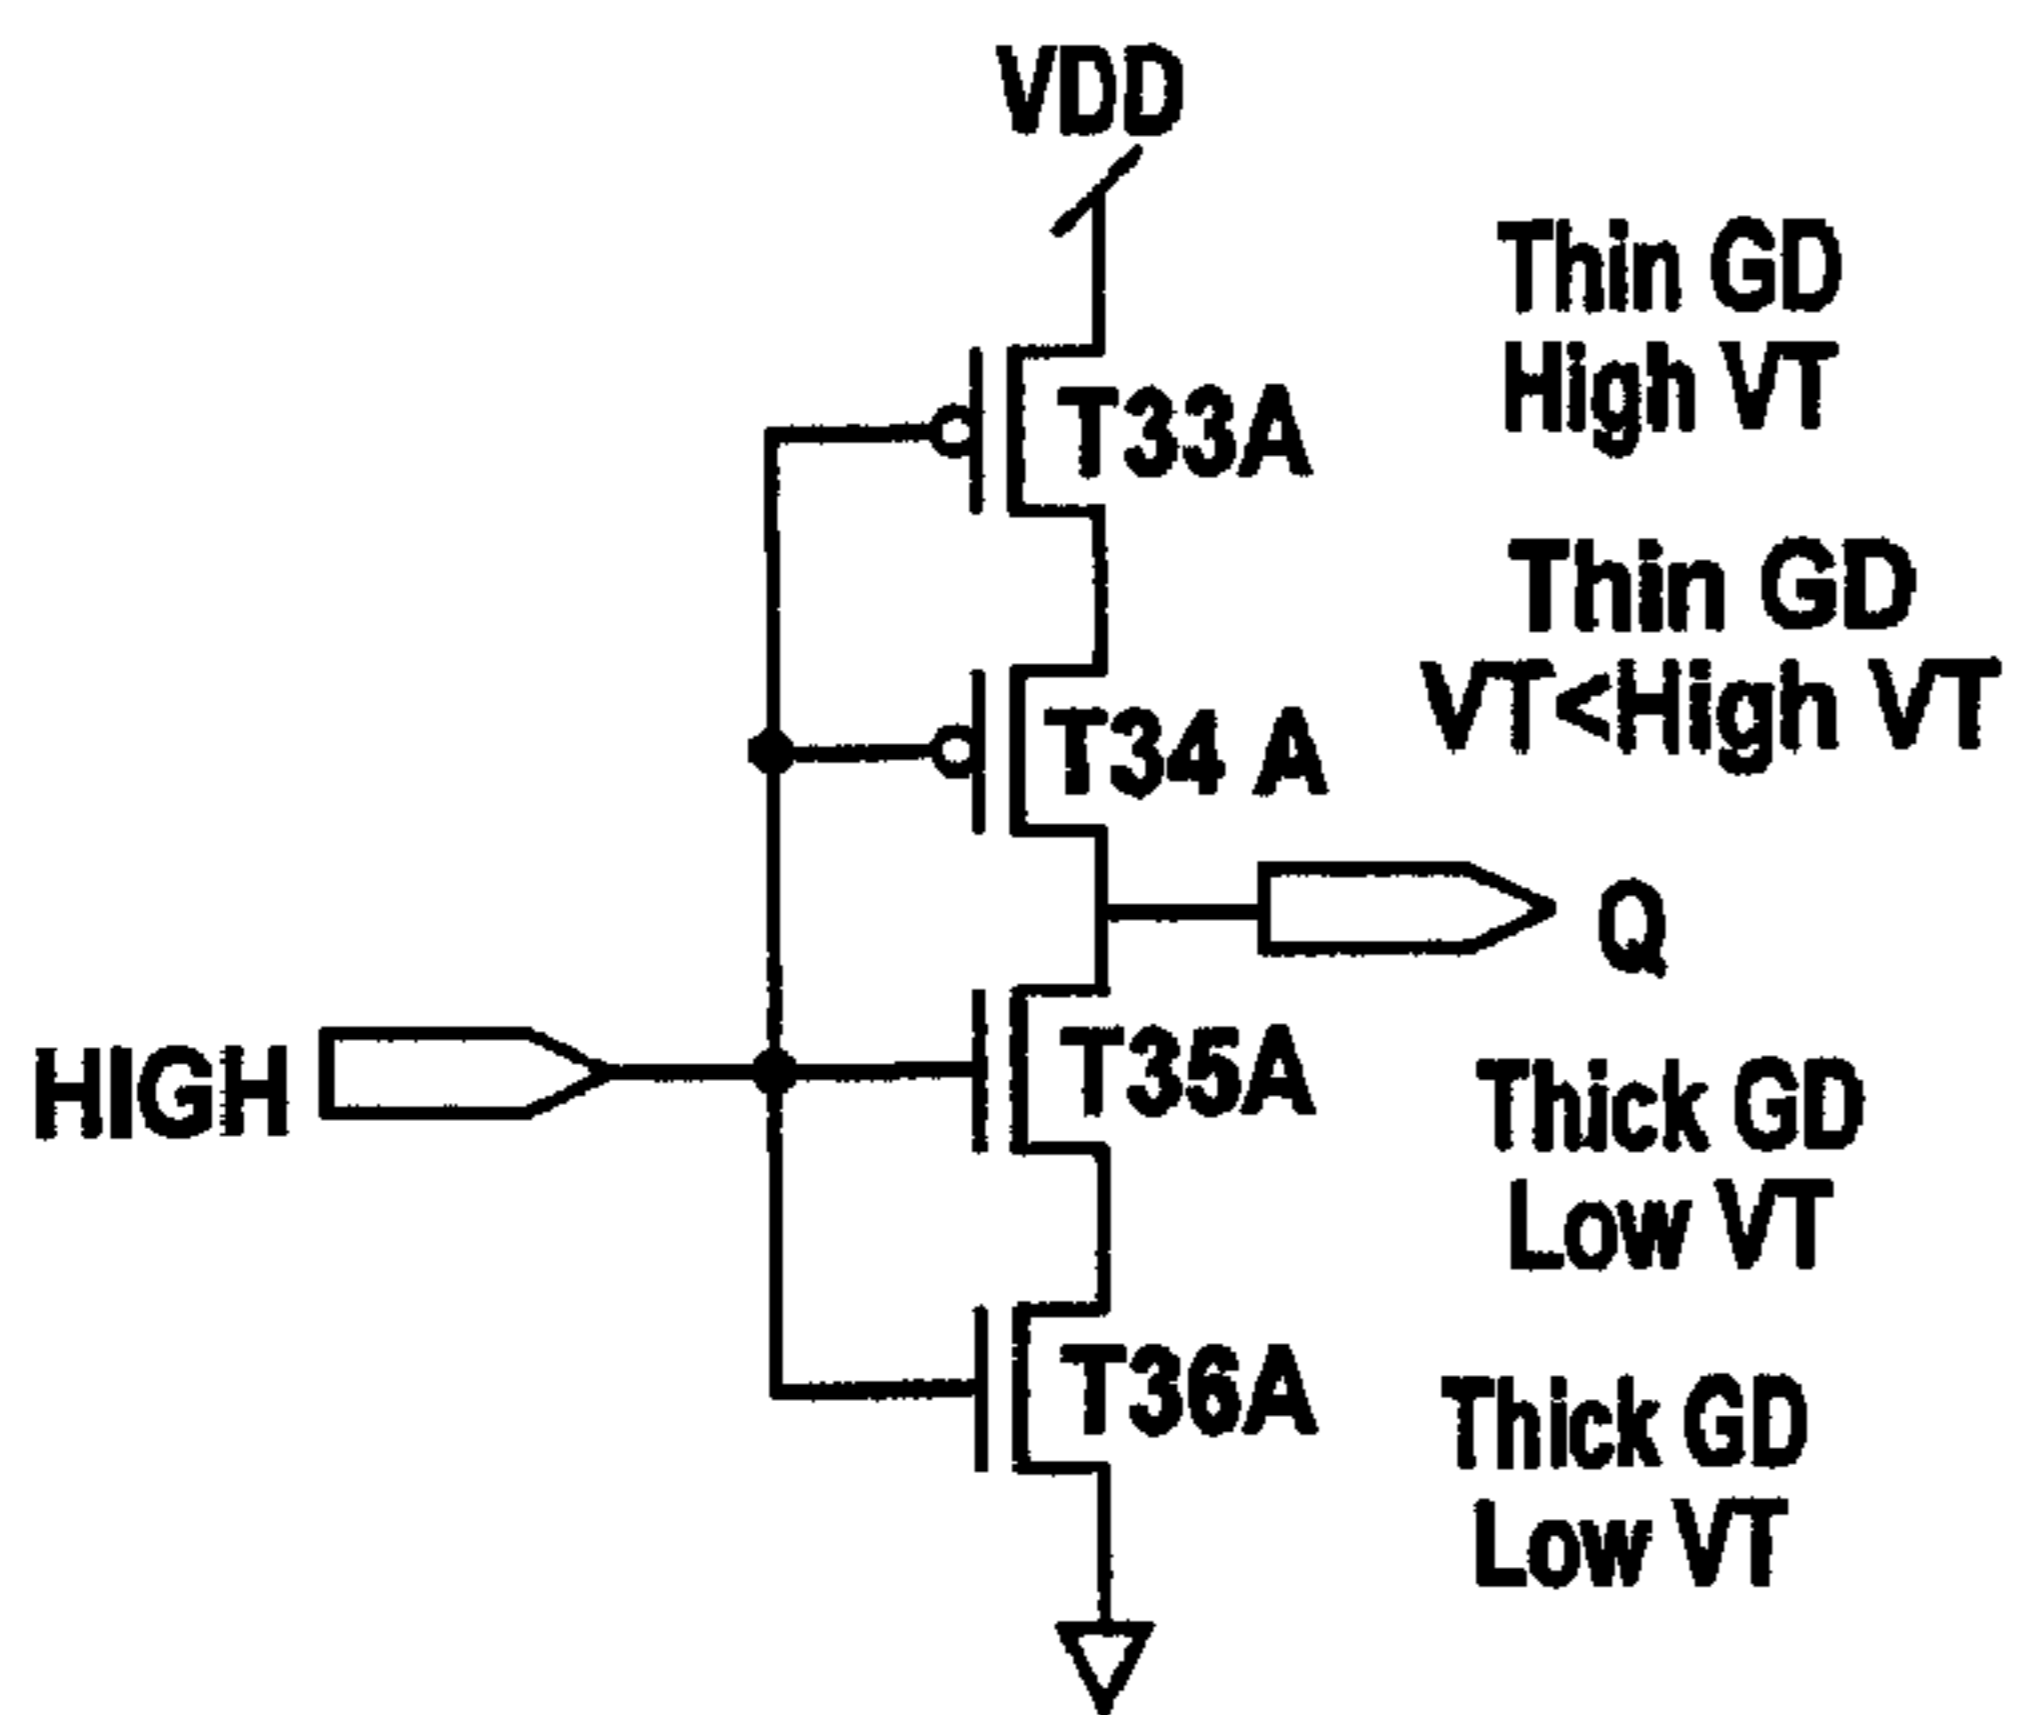 VDD
Thin GD
High VT
T33A
Thin GD
VT<High VT
T34 A
Q
HIGH
T35A
Thick GD
Low VT
T36A
Thick GD
Low VT